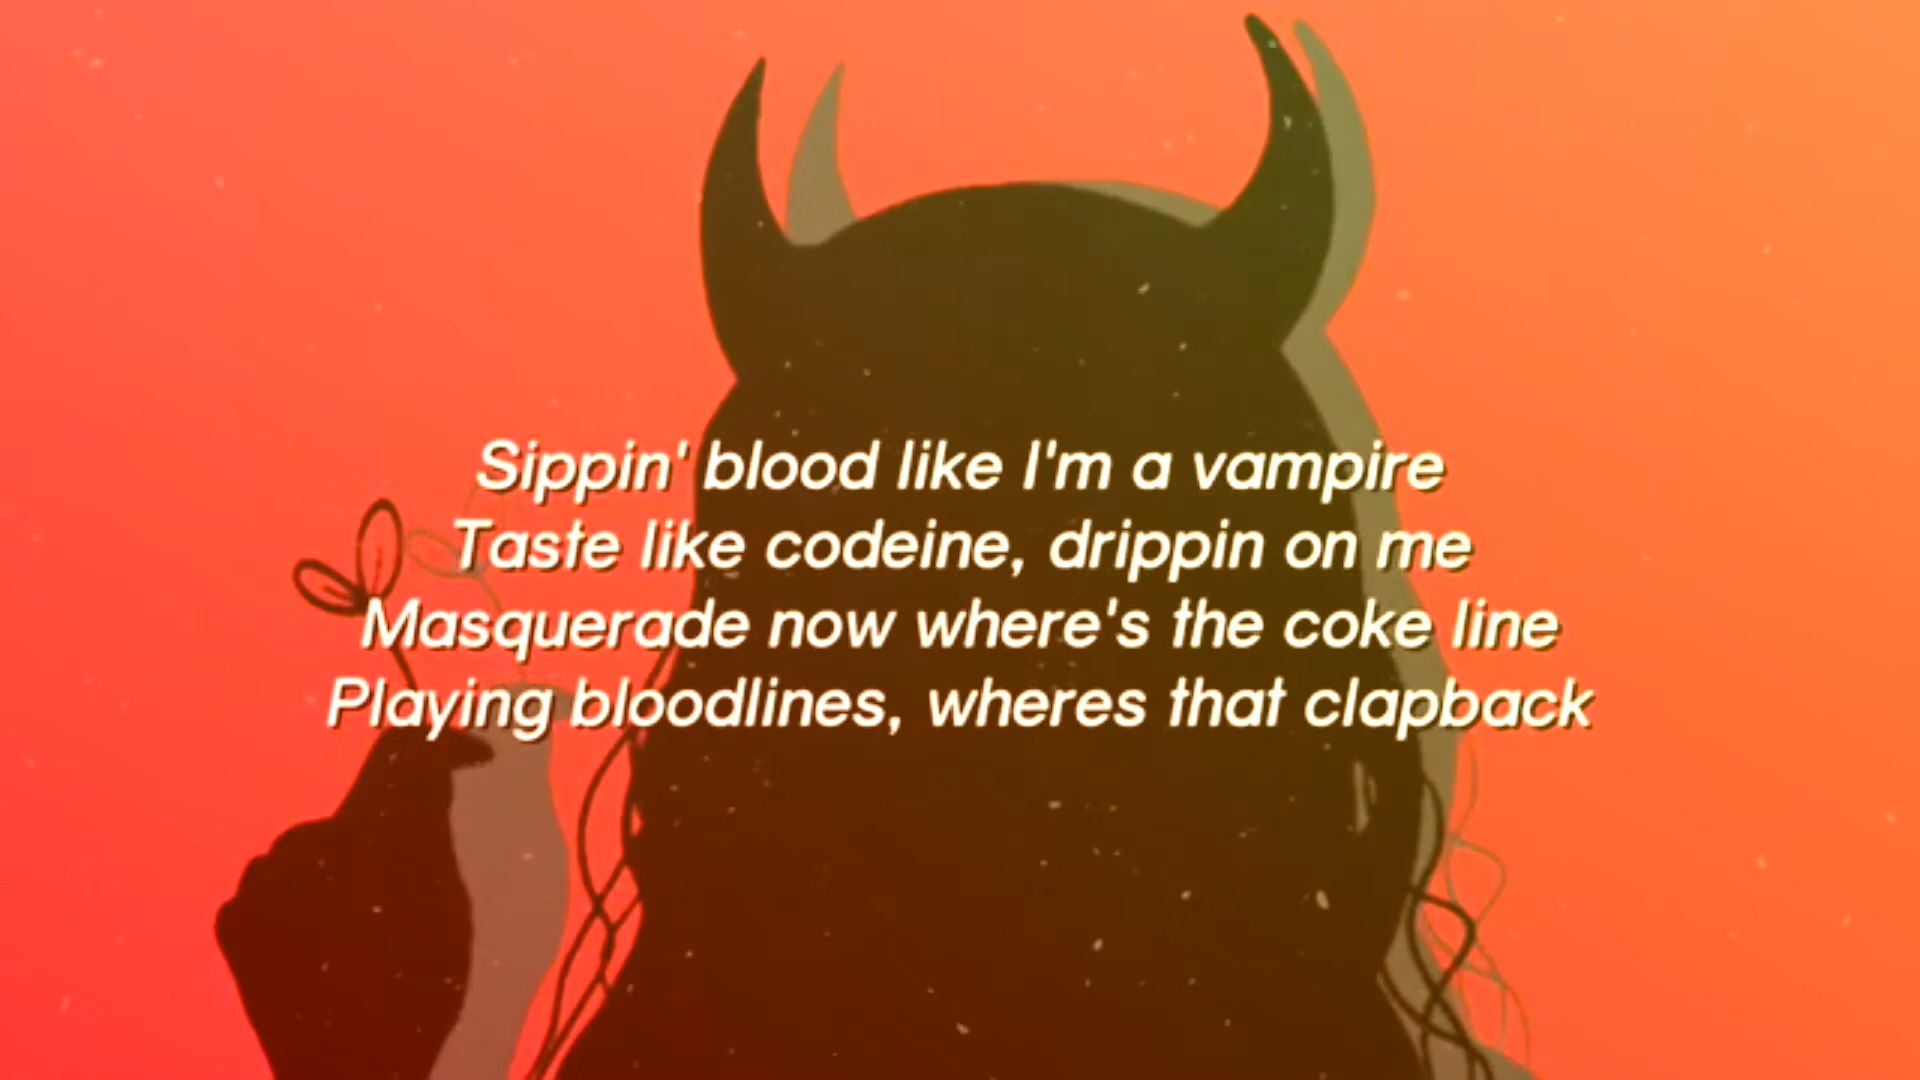 Sippin' blood like I'm a vampire
Taste like codeine, drippin on me
Masquerade now where's the coke line
Playing bloodlines, wheres that clapback